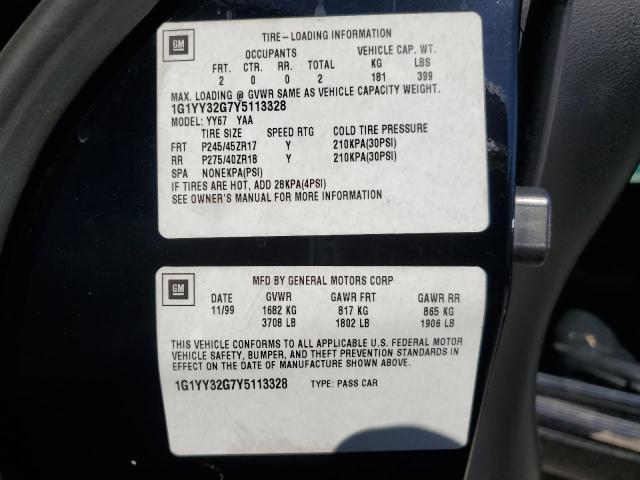 GM
TIRE-LOADING INFORMATION
OCCUPANTS VEHICLE CAP. WT.
FRT. CTR. RR. TOTAL KG LBS
2 0 0 2 181 399
MAX. LOADING @ GVWR SAME AS VEHICLE CAPACITY WEIGHT.
1G1YY32G7Y5113328
MODEL: YY67 YAA
TIRE SIZE SPEED RTG COLD TIRE PRESSURE
FRT P245/45ZR17 Y 210KPA(30PSI)
RR P275/40ZR18 Y 210KPA(30PSI)
SPA NONEKPA(PSI)
IF TIRES ARE HOT, ADD 28KPA(4PSI)
SEE OWNER'S MANUAL FOR MORE INFORMATION
GM
MFD BY GENERAL MOTORS CORP
DATE GVWR GAWR FRT GAWR RR
11/99 1682 KG 817 KG 865 KG
3708 LB 1802 LB 1906 LB
THIS VEHICLE CONFORMS TO ALL APPLICABLE U.S. FEDERAL MOTOR
VEHICLE SAFETY, BUMPER, AND THEFT PREVENTION STANDARDS IN
EFFECT ON THE DATE OF MANUFACTURE SHOWN ABOVE.
1G1YY32G7Y5113328 TYPE: PASS CAR